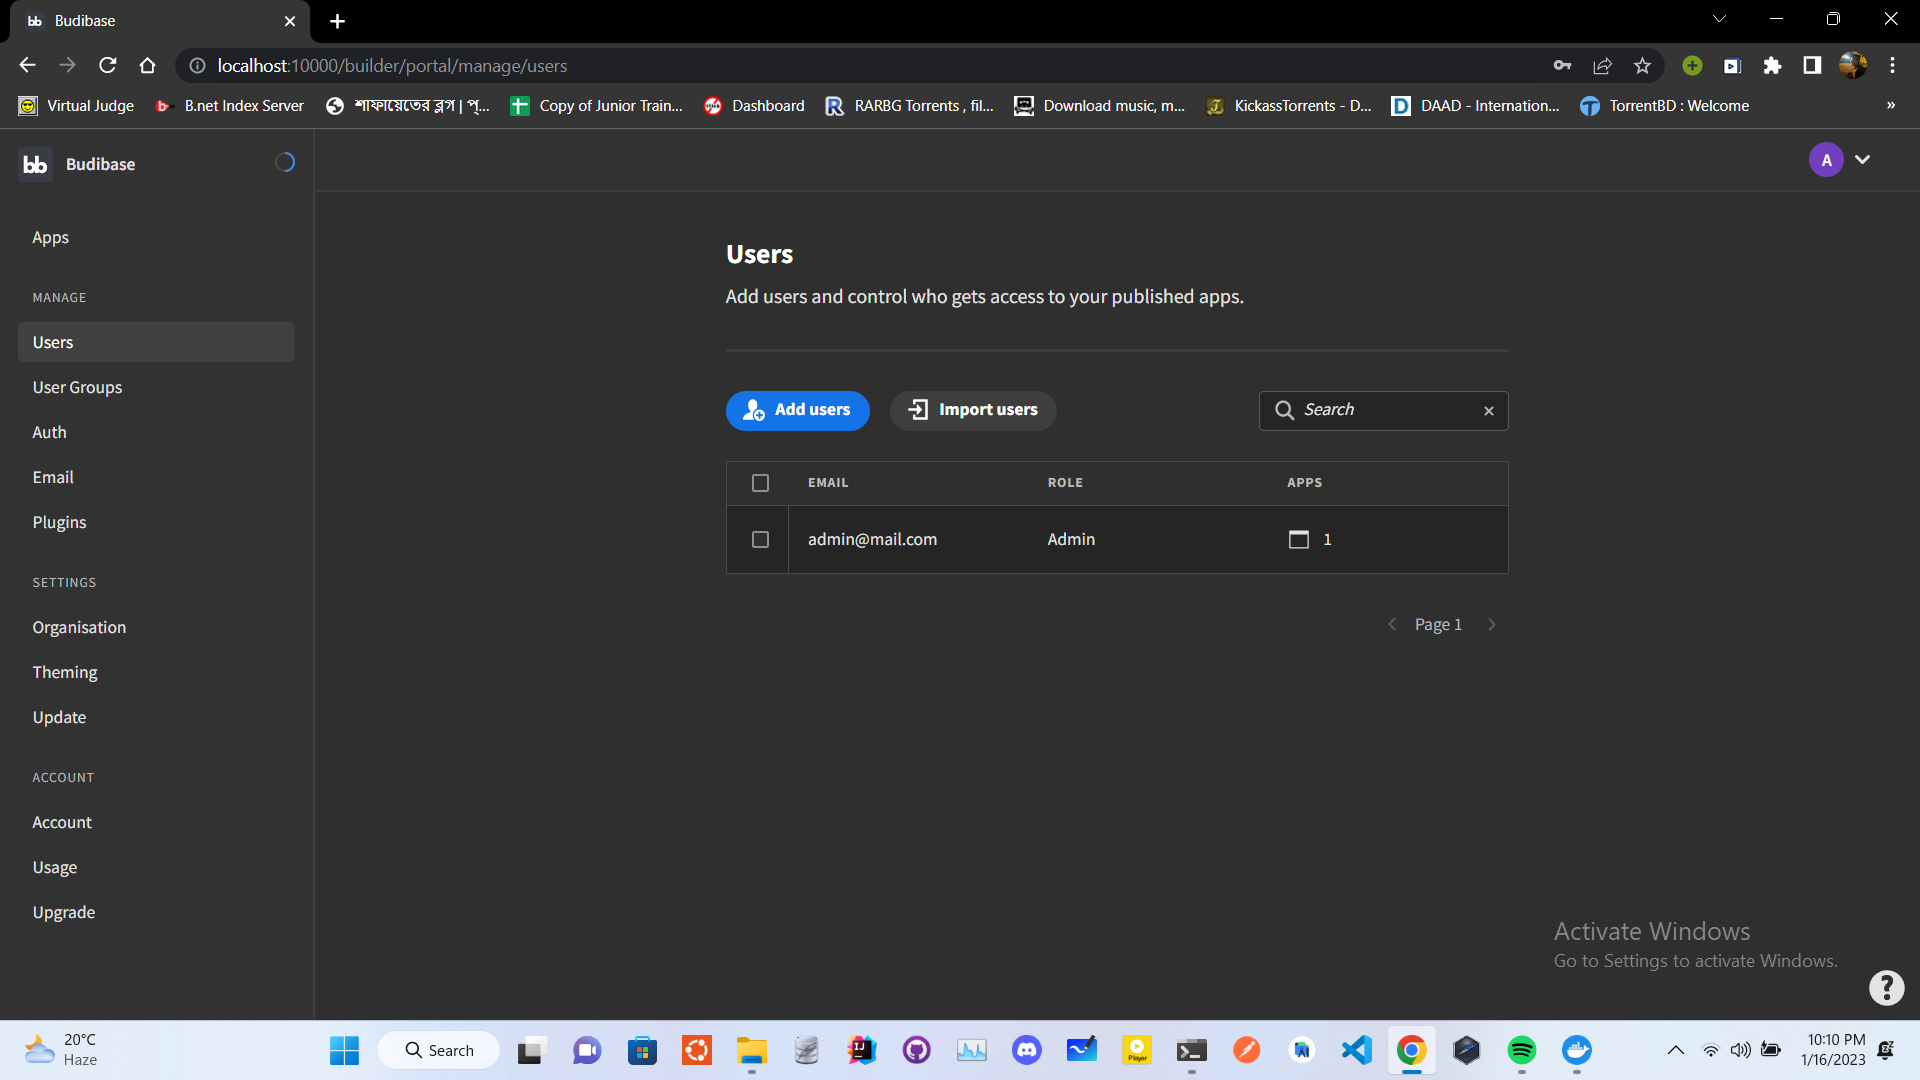 Budibase
localhost:10000/builder/portal/manage/users
Virtual Judge
B.net Index Server
শাফায়েতের ব্লগ | প্...
Copy of Junior Train...
Dashboard
RARBG Torrents , fil...
Download music, m...
KickassTorrents - D...
DAAD - Internation...
TorrentBD : Welcome
»
bb Budibase
A
Apps
MANAGE
Users
User Groups
Auth
Email
Plugins
SETTINGS
Organisation
Theming
Update
ACCOUNT
Account
Usage
Upgrade
Users
Add users and control who gets access to your published apps.
Add users
Import users
Search
EMAIL ROLE APPS
admin@mail.com Admin 1
Page 1
Activate Windows
Go to Settings to activate Windows.
?
20°C
Haze
Search
10:10 PM
1/16/2023